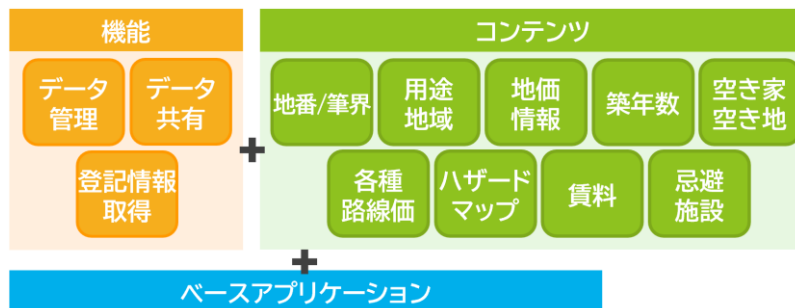 機能
データ
管理
データ
共有
登記情報
取得
+
コンテンツ
地番/筆界
用途
地域
地価
情報
築年数
空き家
空き地
各種
路線価
ハザード
マップ
賃料
忌避
施設
+
ベースアプリケーション